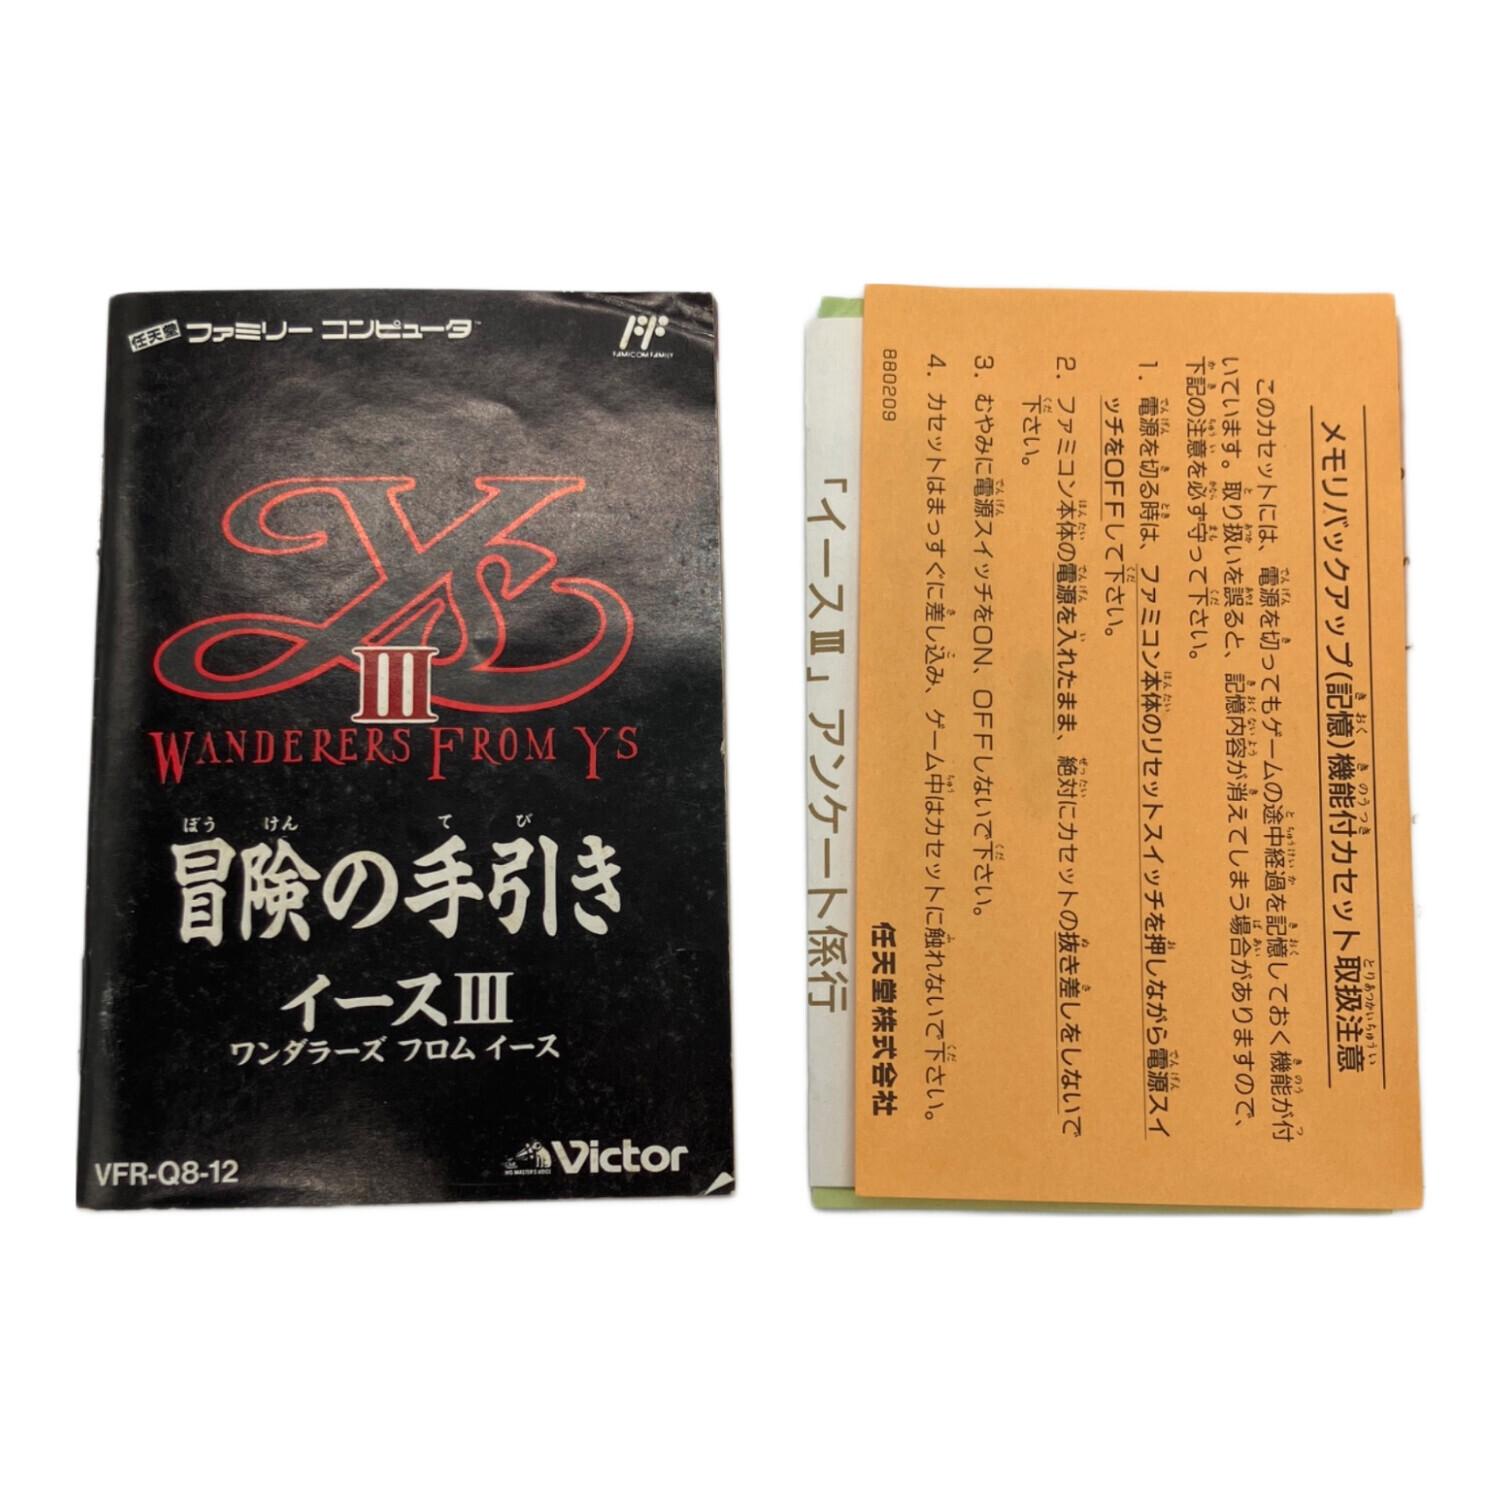 任天堂 ファミリー コンピュータ™
FF
FAMICOM FAMILY
Ys
III
WANDERERS FROM YS
ぼう けん て び
冒険の手引き
イースIII
ワンダラーズ フロム イース
HIS MASTER'S VOICE
Victor
VFR-Q8-12
メモリバックアップ(記憶)機能付カセット取扱注意
このカセットには、電源を切ってもゲームの途中経過を記憶しておく機能が付
いています。取り扱いを誤ると、記憶内容が消えてしまう場合がありますので、
下記の注意を必ず守って下さい。
1. 電源を切る時は、ファミコン本体のリセットスイッチを押しながら電源スイ
ッチをOFFして下さい。
2. ファミコン本体の電源を入れたまま、絶対にカセットの抜き差しをしないで
下さい。
3. むやみに電源スイッチをON、OFFしないで下さい。
4. カセットはまっすぐに差し込み、ゲーム中はカセットに触れないで下さい。
任天堂株式会社
880209
「イースIII」アンケート係行